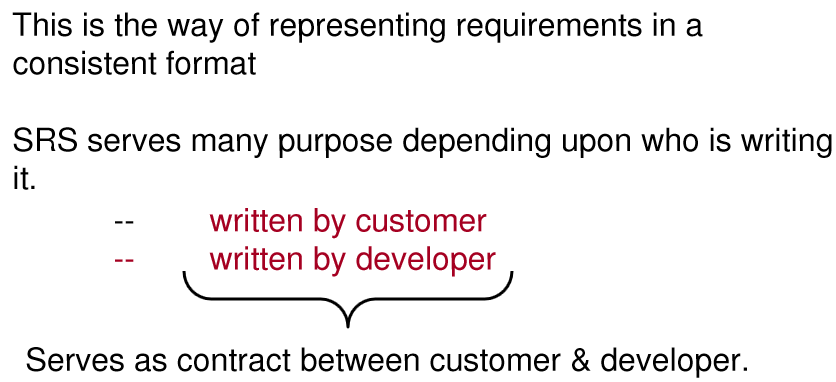 This is the way of representing requirements in a
consistent format
SRS serves many purpose depending upon who is writing
it.
-- written by customer
-- written by developer
Serves as contract between customer & developer.